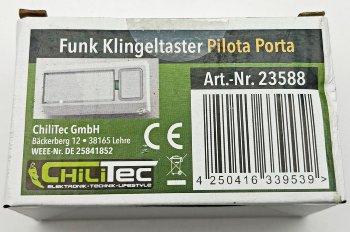 Funk Klingeltaster Pilota Porta
Art.-Nr. 23588
ChiliTec GmbH
Bäckerberg 12 • 38165 Lehre
WEEE-Nr. DE 25841852
CE
CHILITEC
ELEKTRONIK-TECHNIK-LIFESTYLE
4 250416 339539 >